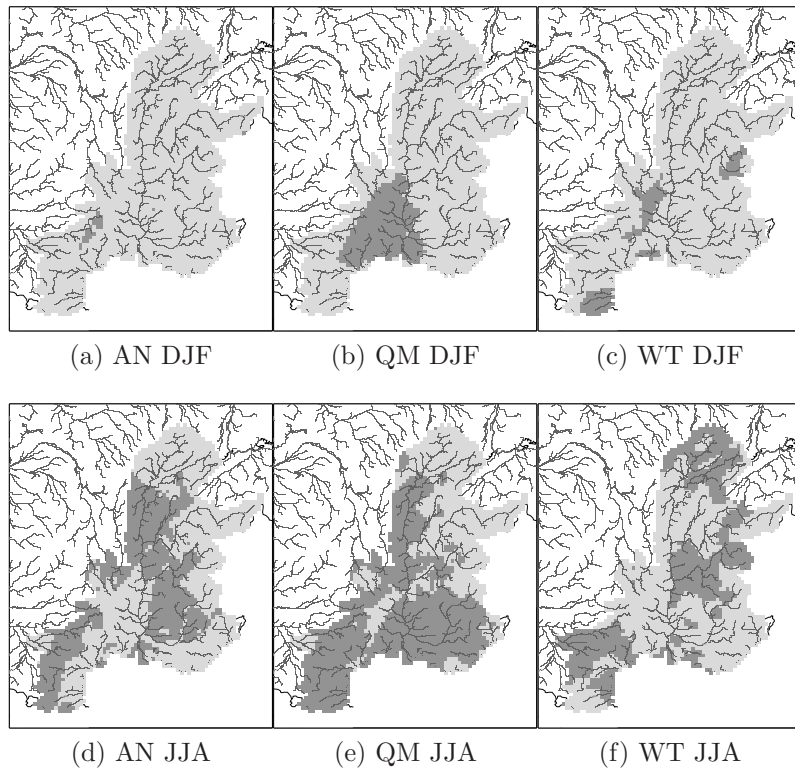 (a) AN DJF
(b) QM DJF
(c) WT DJF
(d) AN JJA
(e) QM JJA
(f) WT JJA